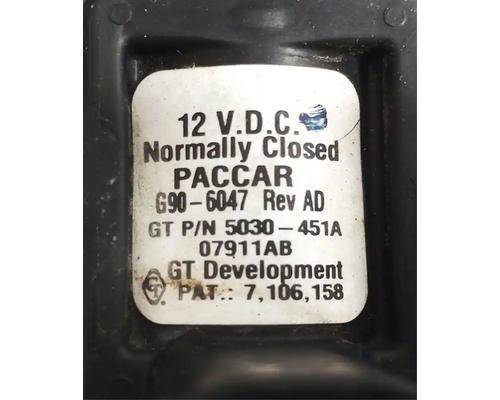 12 V.D.C.
Normally Closed
PACCAR
G90-6047 Rev AD
GT P/N 5030-451A
07911AB
GT Development
PAT.: 7,106,158